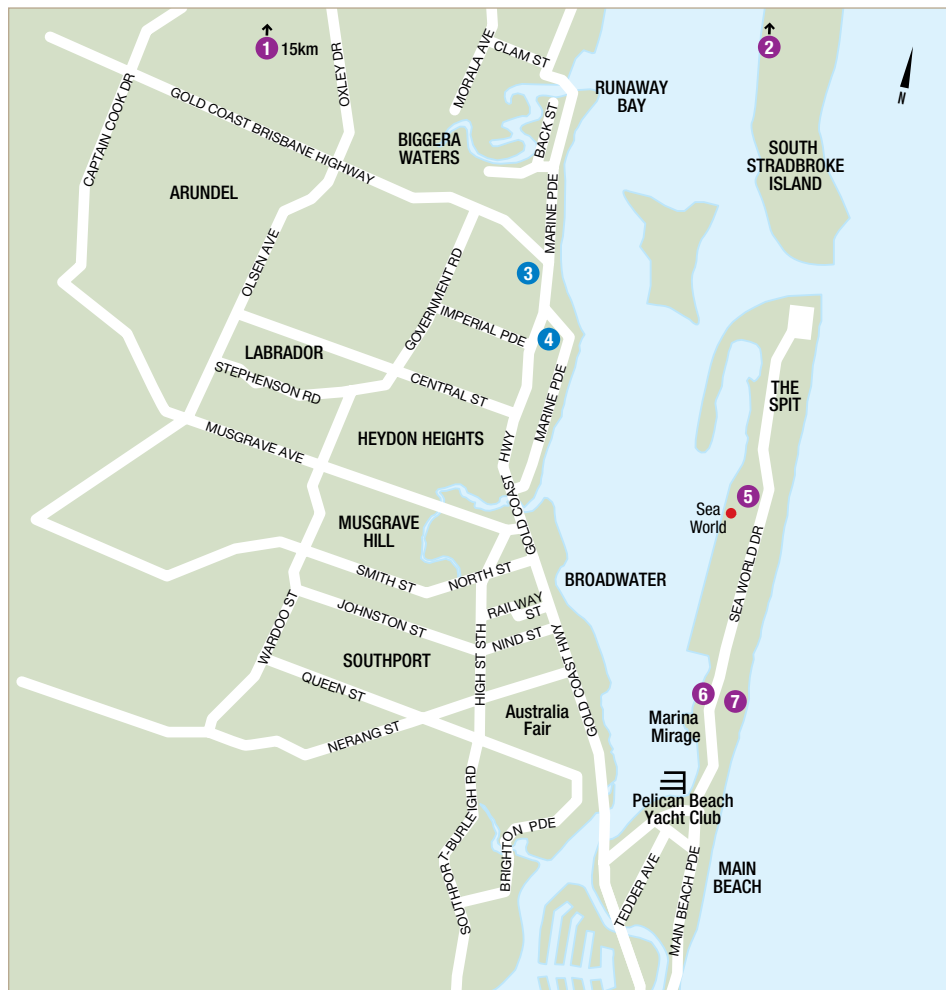 1 15km
2
CAPTAIN COOK DR
OXLEY DR
MORALA AVE
CLAM ST
RUNAWAY
BAY
N
GOLD COAST BRISBANE HIGHWAY
BIGGERA
WATERS
BACK ST
SOUTH
STRADBROKE
ISLAND
ARUNDEL
MARINE PDE
OLSEN AVE
GOVERNMENT RD
3
IMPERIAL PDE
4
LABRADOR
STEPHENSON RD
CENTRAL ST
MARINE PDE
THE
SPIT
MUSGRAVE AVE
HEYDON HEIGHTS
GOLD COAST HWY
5
Sea
World
MUSGRAVE
HILL
SEA WORLD DR
SMITH ST
NORTH ST
BROADWATER
RAILWAY
ST
JOHNSTON ST
NIND ST
WARDOO ST
SOUTHPORT
HIGH ST STH
GOLD COAST HWY
QUEEN ST
6
7
NERANG ST
Australia
Fair
Marina
Mirage
SOUTHPORT-BURLEIGH RD
BRIGHTON PDE
Pelican Beach
Yacht Club
TEDDER AVE
MAIN BEACH PDE
MAIN
BEACH